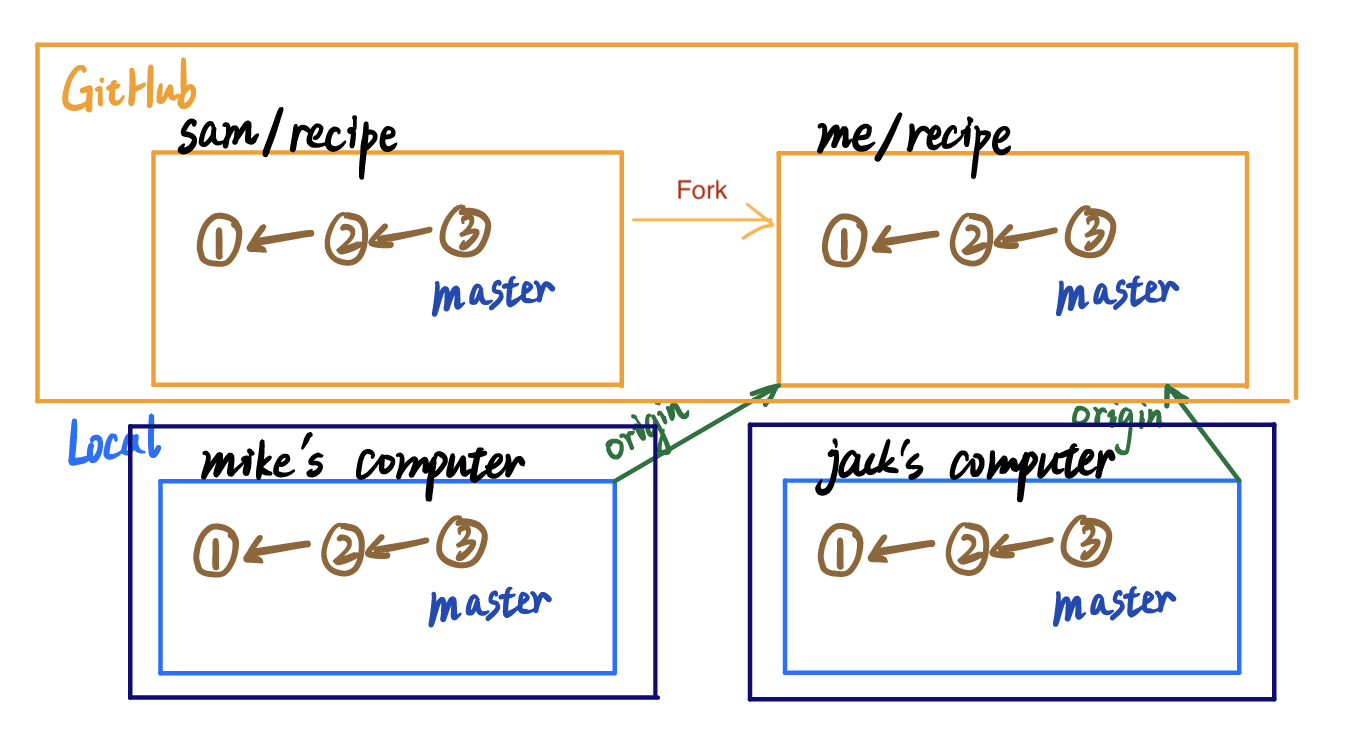 GitHub
sam/recipe
me/recipe
Fork
1 2 3
master
1 2 3
master
origin
origin
Local
mike's computer
jack's computer
1 2 3
master
1 2 3
master